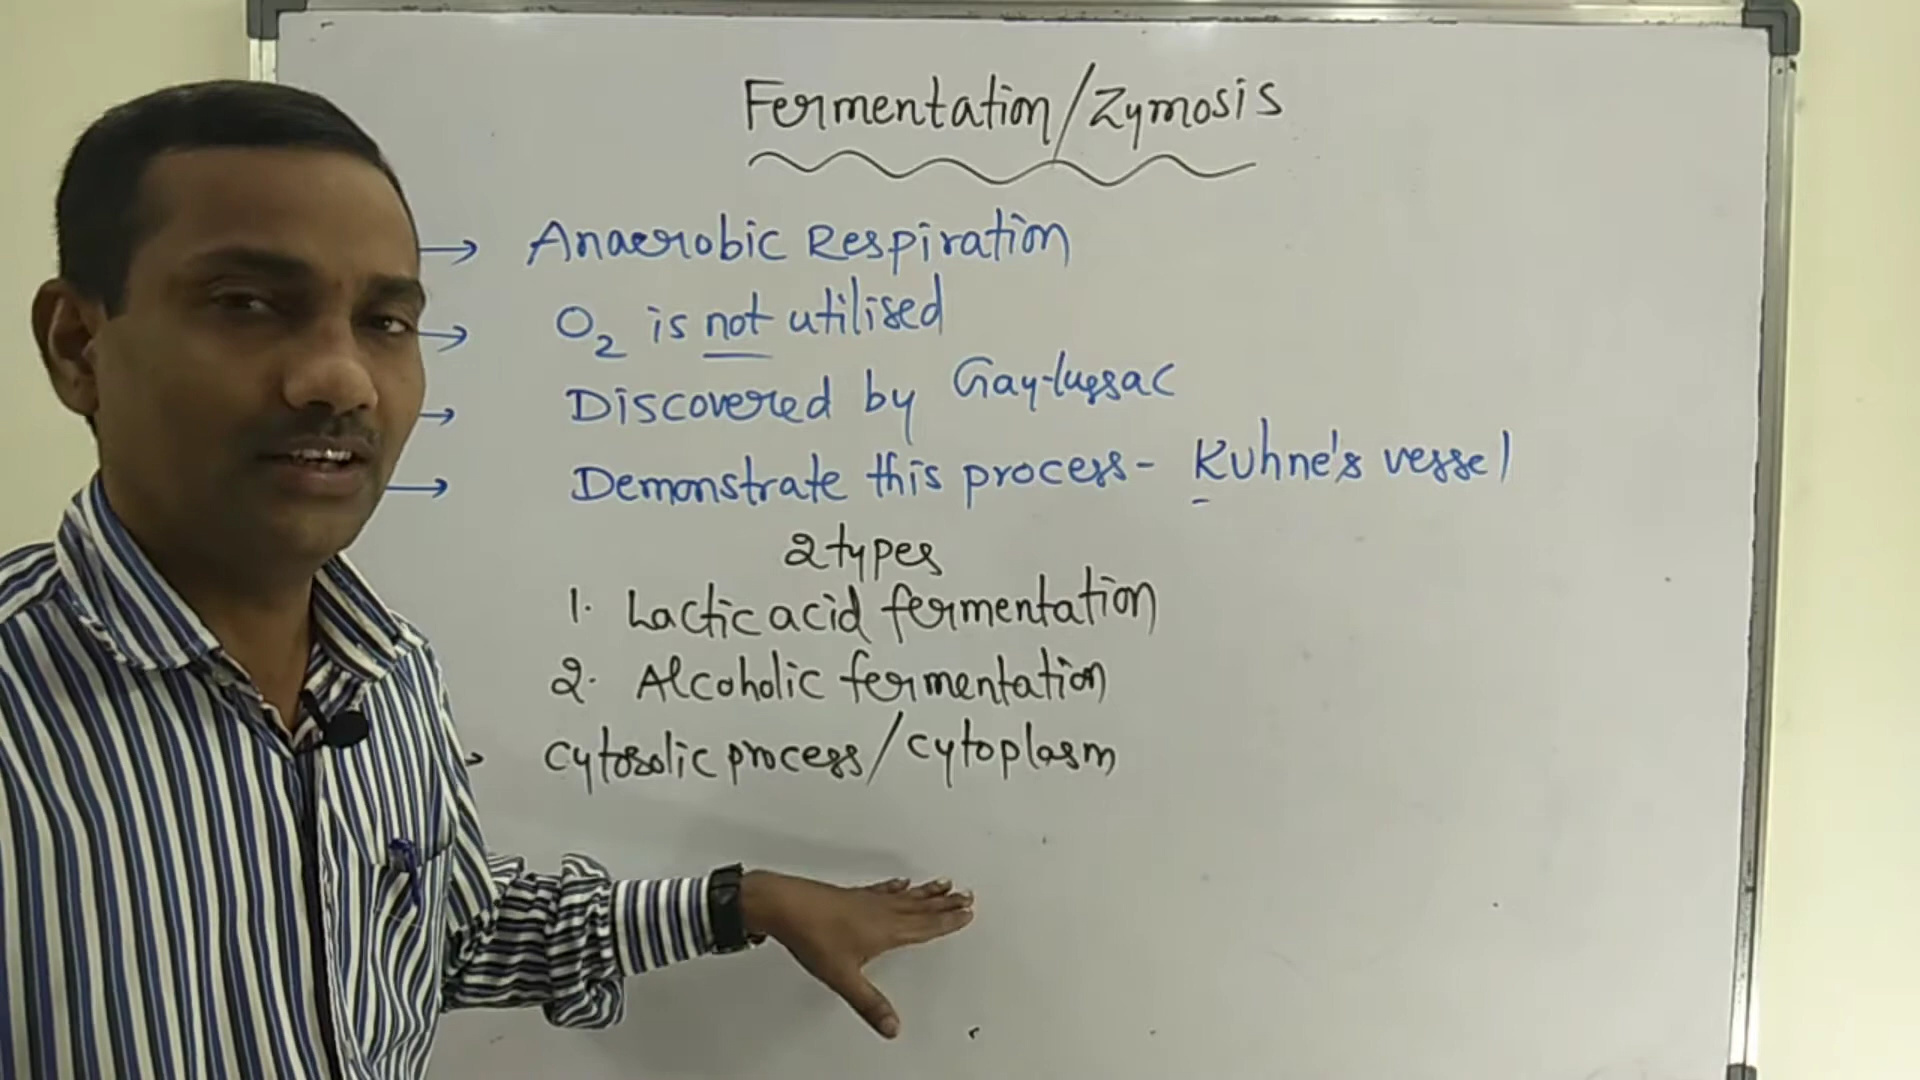 Fermentation/Zymosis
→ Anaerobic Respiration
→ O₂ is not utilised
→ Discovered by Gay-lussac
→ Demonstrate this process- Kuhne's vessel
2 types
1. Lactic acid fermentation
2. Alcoholic fermentation
→ Cytosolic process/cytoplasm